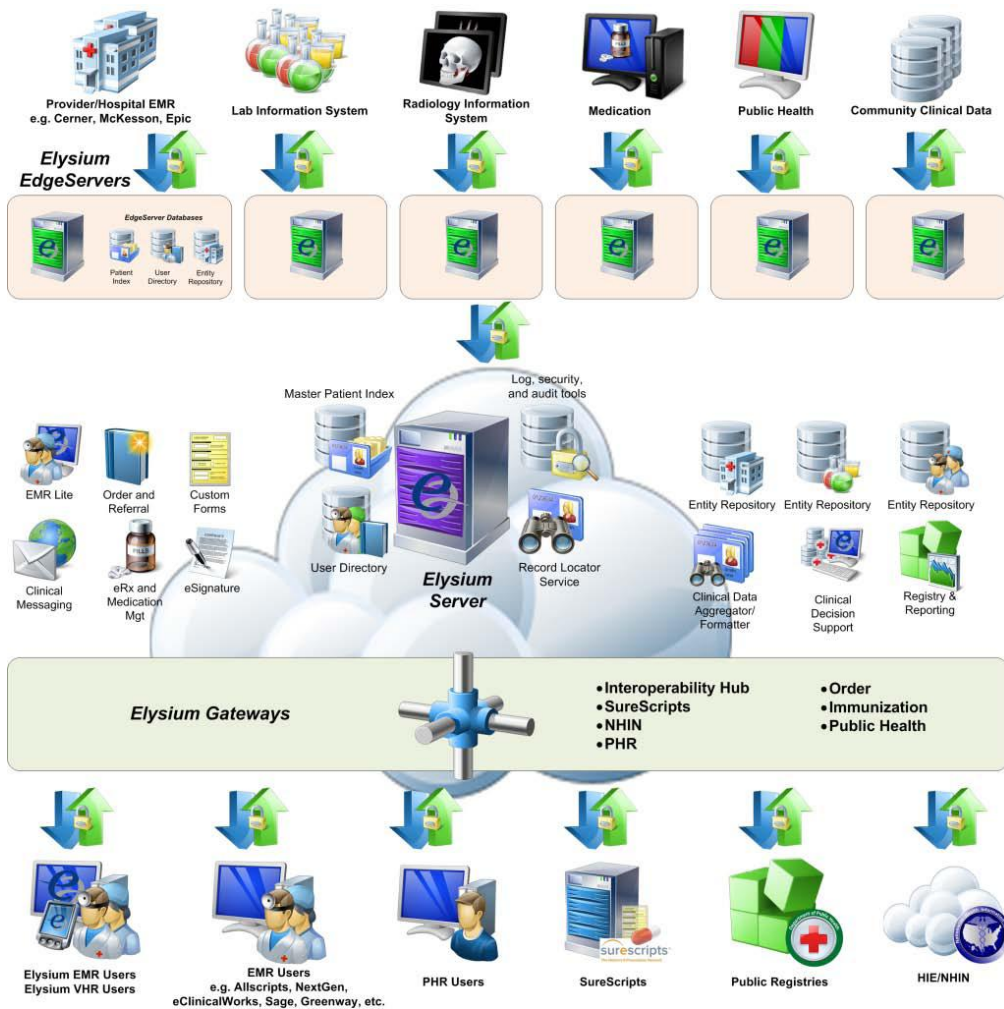 Provider/Hospital EMR
e.g. Cerner, McKesson, Epic
Lab Information System
Radiology Information
System
Medication
Public Health
Community Clinical Data
Elysium
EdgeServers
EdgeServer Databases
Patient
Index
User
Directory
Entity
Repository
Master Patient Index
Log, security,
and audit tools
EMR Lite
Order and
Referral
Custom
Forms
Clinical
Messaging
PILLS
eRx and
Medication
Mgt
eSignature
User Directory
Elysium
Server
Record Locator
Service
Entity Repository
Entity Repository
Entity Repository
Clinical Data
Aggregator/
Formatter
Clinical
Decision
Support
Registry &
Reporting
Elysium Gateways
•Interoperability Hub
•SureScripts
•NHIN
•PHR
•Order
•Immunization
•Public Health
Elysium EMR Users
Elysium VHR Users
EMR Users
e.g. Allscripts, NextGen,
eClinicalWorks, Sage, Greenway, etc.
PHR Users
surescripts
SureScripts
Public Registries
HIE/NHIN